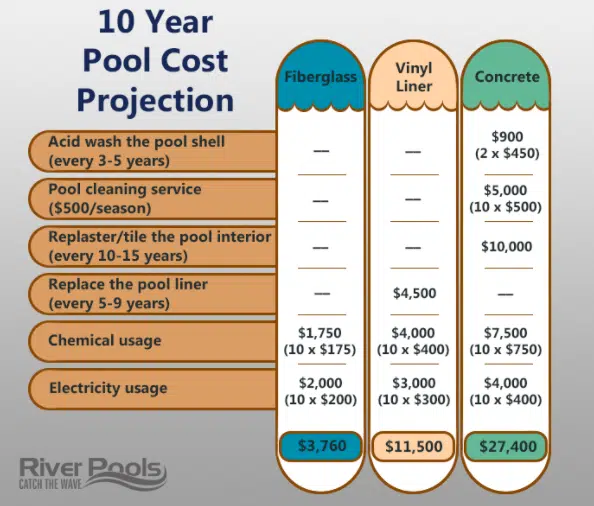 10 Year
Pool Cost
Projection
Fiberglass
Vinyl
Liner
Concrete
Acid wash the pool shell
(every 3-5 years)
—
—
$900
(2 x $450)
Pool cleaning service
($500/season)
—
—
$5,000
(10 x $500)
Replaster/tile the pool interior
(every 10-15 years)
—
—
$10,000
Replace the pool liner
(every 5-9 years)
—
$4,500
—
Chemical usage
$1,750
(10 x $175)
$4,000
(10 x $400)
$7,500
(10 x $750)
Electricity usage
$2,000
(10 x $200)
$3,000
(10 x $300)
$4,000
(10 x $400)
$3,760
$11,500
$27,400
River Pools
CATCH THE WAVE